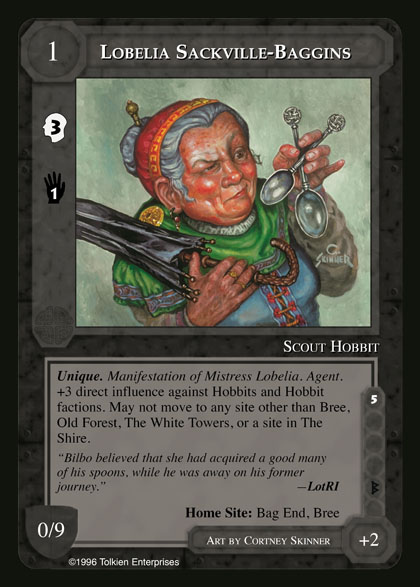 1
LOBELIA SACKVILLE-BAGGINS
3
1
SKINNER
SCOUT HOBBIT
Unique. Manifestation of Mistress Lobelia. Agent.
+3 direct influence against Hobbits and Hobbit
factions. May not move to any site other than Bree,
Old Forest, The White Towers, or a site in The
Shire.
5
“Bilbo believed that she had acquired a good many
of his spoons, while he was away on his former
journey.” –LotRI
Home Site: Bag End, Bree
0/9
ART BY CORTNEY SKINNER
+2
©1996 Tolkien Enterprises